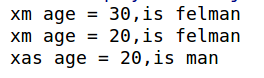 xm age = 30,is felman
xm age = 20,is felman
xas age = 20,is man